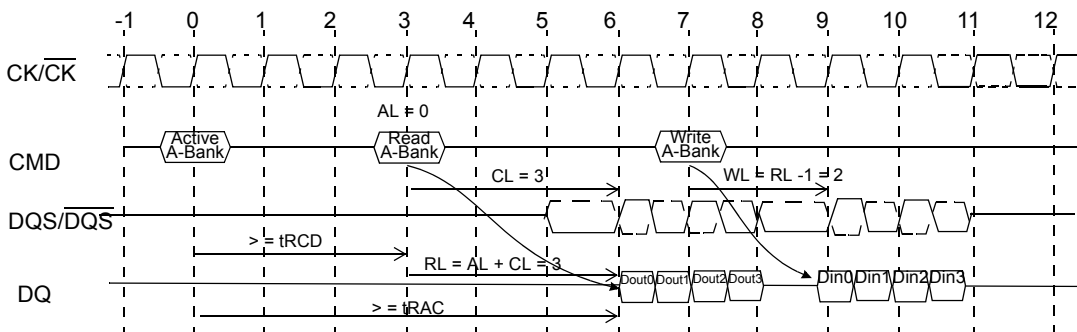 -1 0 1 2 3 4 5 6 7 8 9 10 11 12
CK/CK
AL = 0
CMD
Active
A-Bank
Read
A-Bank
Write
A-Bank
CL = 3
WL = RL -1 = 2
DQS/DQS
> = tRCD
RL = AL + CL = 3
DQ
Dout0 Dout1 Dout2 Dout3 Din0 Din1 Din2 Din3
> = tRAC